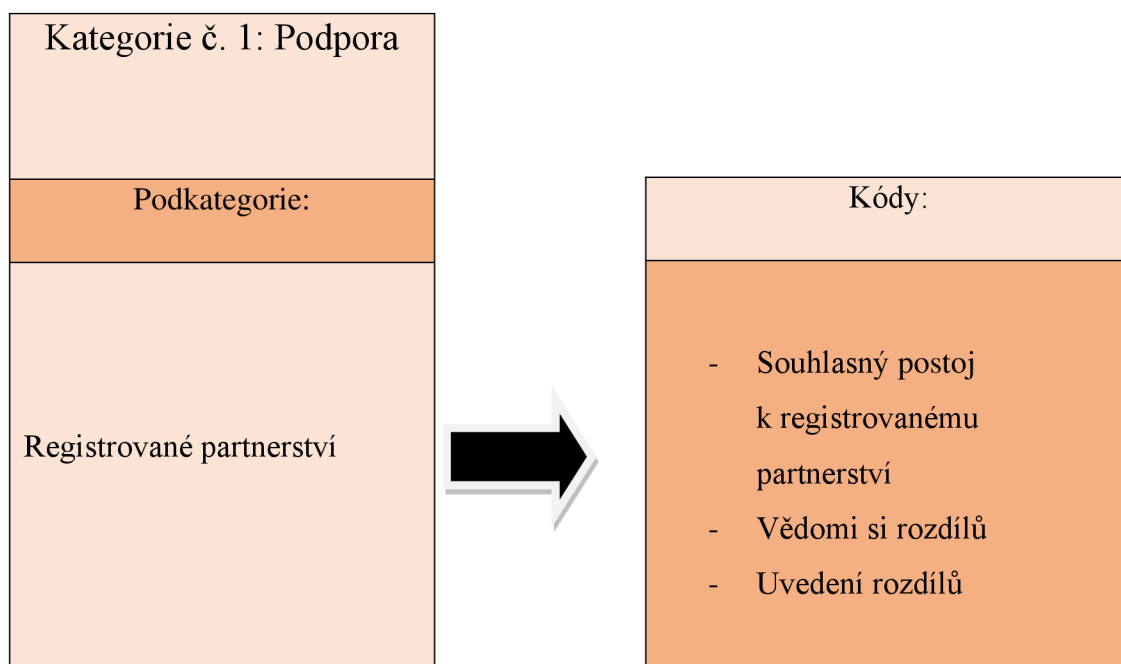 Kategorie č. 1: Podpora
Podkategorie:
Registrované partnerství
Kódy:
- Souhlasný postoj
k registrovanému
partnerství
- Vědomi si rozdílů
- Uvedení rozdílů